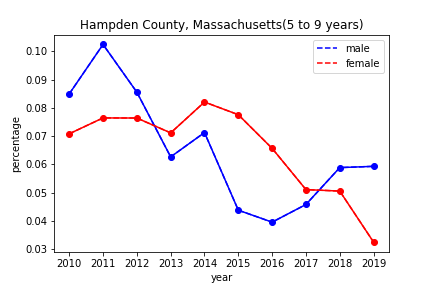 Hampden County, Massachusetts(5 to 9 years)
male
female
percentage
0.10
0.09
0.08
0.07
0.06
0.05
0.04
0.03
2010 2011 2012 2013 2014 2015 2016 2017 2018 2019
year